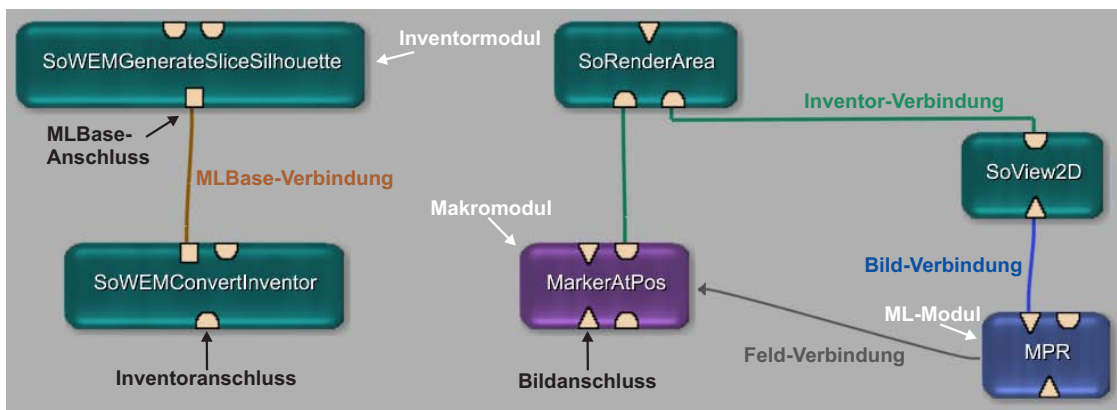 SoWEMGenerateSliceSilhouette
Inventormodul
SoRenderArea
Inventor-Verbindung
MLBase-
Anschluss
MLBase-Verbindung
SoView2D
Makromodul
SoWEMConvertInventor
MarkerAtPos
Bild-Verbindung
ML-Modul
MPR
Feld-Verbindung
Inventoranschluss
Bildanschluss